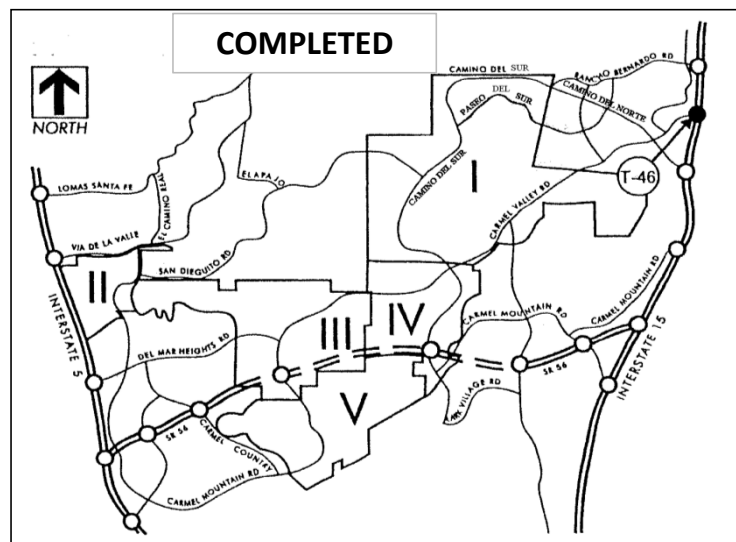 COMPLETED
NORTH
CAMINO DEL SUR
RANCHO BERNARDO RD
PASEO DEL SUR
CAMINO DEL NORTE
T-46
LOMAS SANTA FE
EL CAMINO REAL
EL APAJO
CAMINO DEL SUR
I
CARMEL VALLEY RD
VIA DE LA VALLE
SAN DIEGUITO RD
II
INTERSTATE 5
DEL MAR HEIGHTS RD
III
IV
CARMEL MOUNTAIN RD
CARMEL MOUNTAIN RD
INTERSTATE 15
SR 56
PARK VILLAGE RD
V
SR 56
CARMEL COUNTRY
CARMEL MOUNTAIN RD